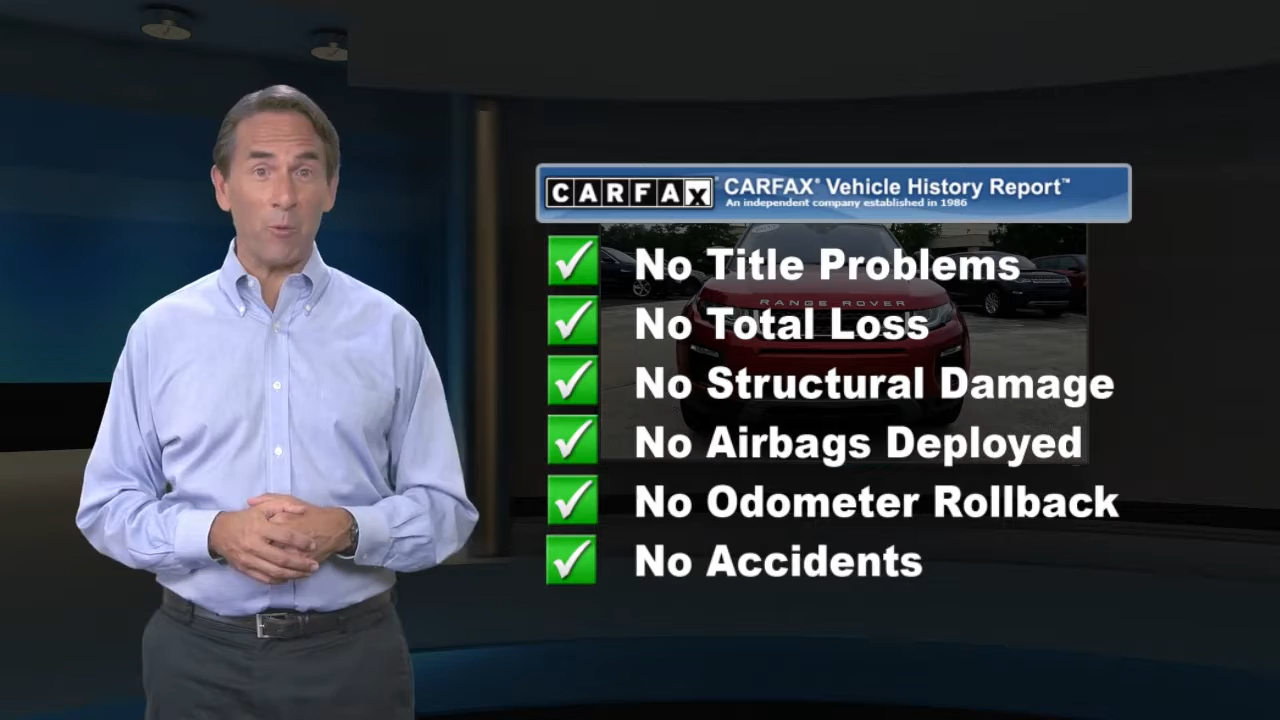 CARFAX® CARFAX® Vehicle History Report™
An independent company established in 1986
No Title Problems
RANGE ROVER
No Total Loss
No Structural Damage
No Airbags Deployed
No Odometer Rollback
No Accidents